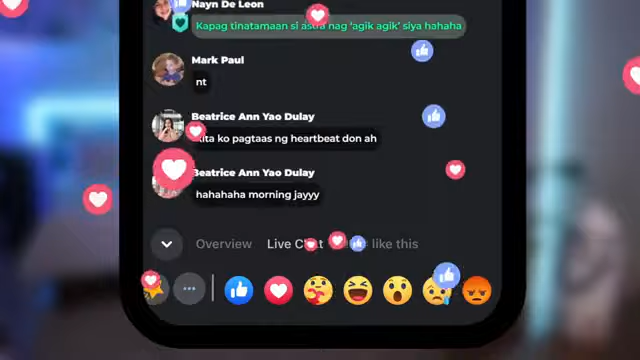 Nayn De Leon
Kapag tinatamaan si astra nag ‘agik agik’ siya hahaha
Mark Paul
nt
Beatrice Ann Yao Dulay
kita ko pagtaas ng heartbeat don ah
Beatrice Ann Yao Dulay
hahahaha morning jayyy
Overview Live Chat like this